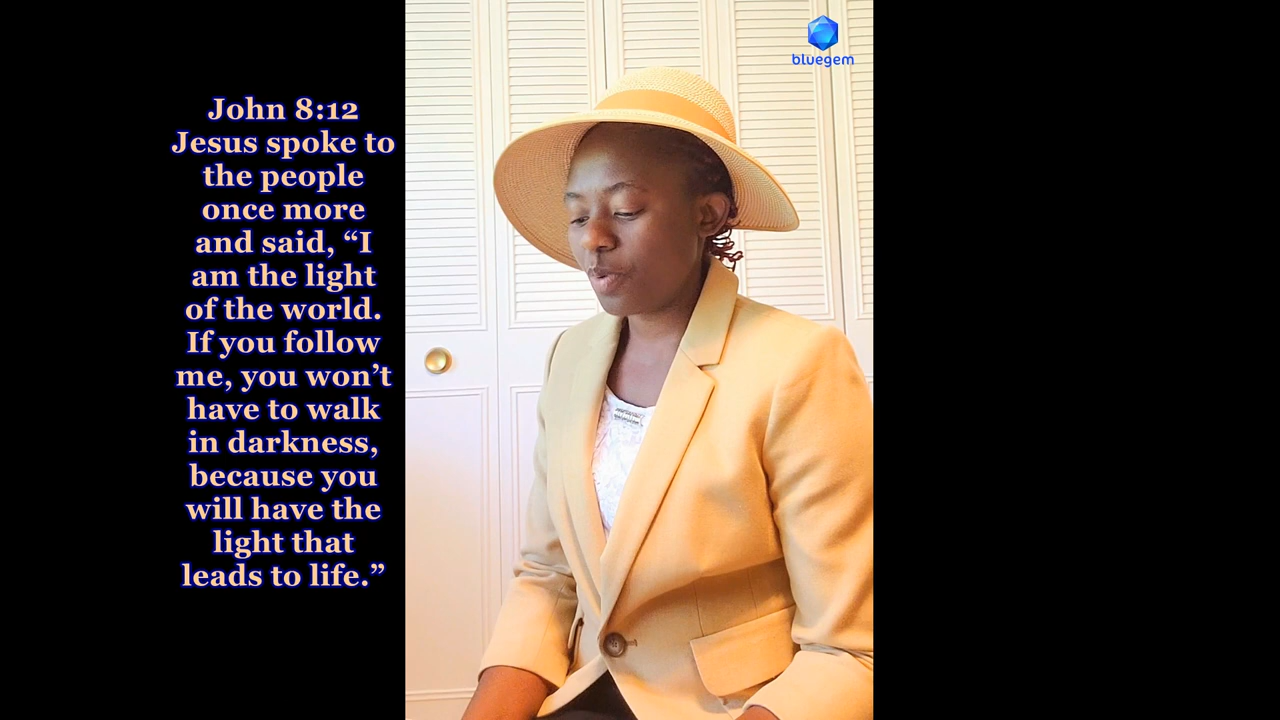 John 8:12
Jesus spoke to
the people
once more
and said, “I
am the light
of the world.
If you follow
me, you won’t
have to walk
in darkness,
because you
will have the
light that
leads to life.”
bluegem